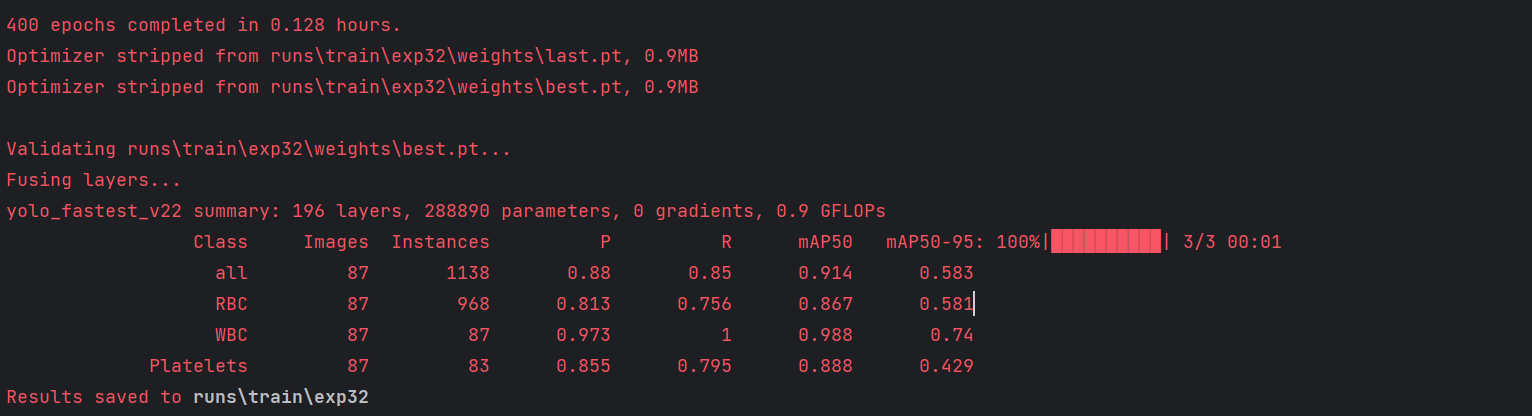 400 epochs completed in 0.128 hours.
Optimizer stripped from runs\train\exp32\weights\last.pt, 0.9MB
Optimizer stripped from runs\train\exp32\weights\best.pt, 0.9MB
Validating runs\train\exp32\weights\best.pt...
Fusing layers...
yolo_fastest_v22 summary: 196 layers, 288890 parameters, 0 gradients, 0.9 GFLOPs
Class Images Instances P R mAP50 mAP50-95: 100%|██████████| 3/3 00:01
all 87 1138 0.88 0.85 0.914 0.583
RBC 87 968 0.813 0.756 0.867 0.581
WBC 87 87 0.973 1 0.988 0.74
Platelets 87 83 0.855 0.795 0.888 0.429
Results saved to runs\train\exp32